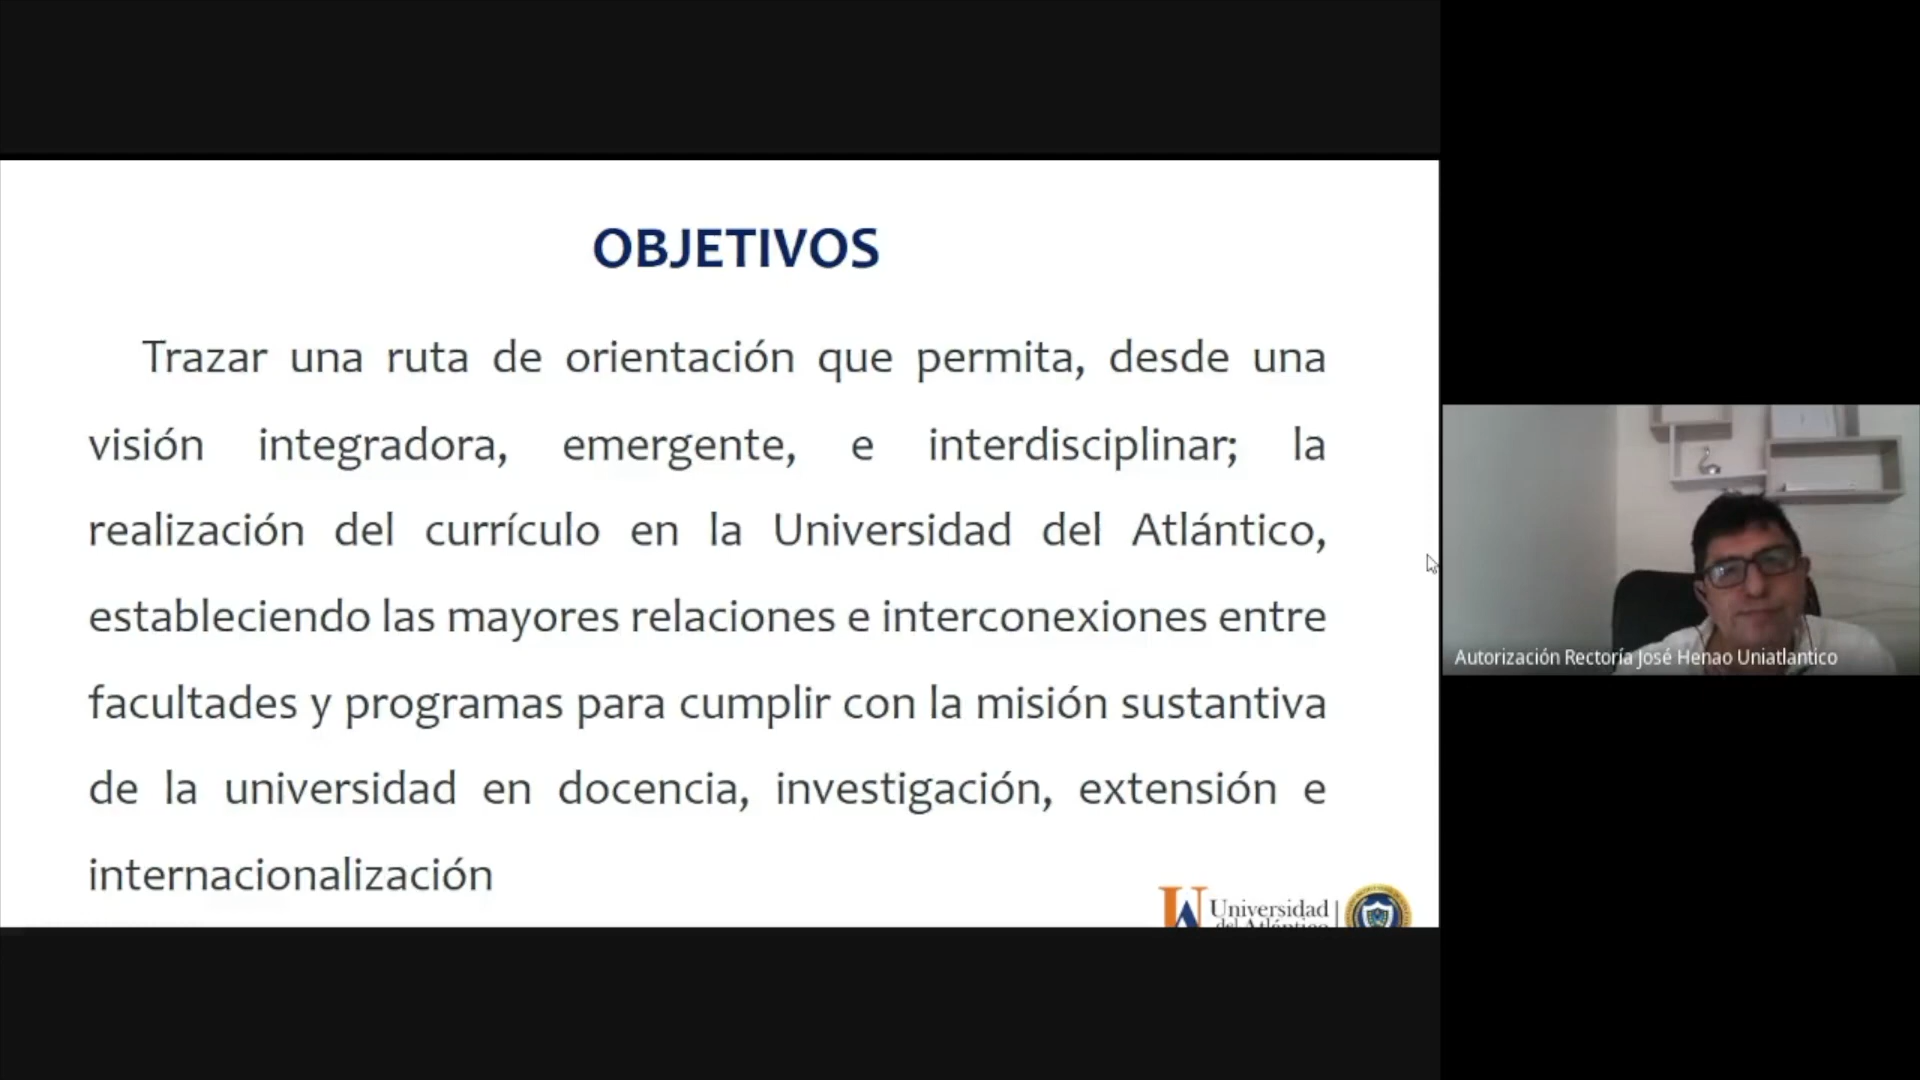 OBJETIVOS
Trazar una ruta de orientación que permita, desde una
visión integradora, emergente, e interdisciplinar; la
realización del currículo en la Universidad del Atlántico,
estableciendo las mayores relaciones e interconexiones entre
facultades y programas para cumplir con la misión sustantiva
de la universidad en docencia, investigación, extensión e
internacionalización
Universidad
del Atlántico
Autorización Rectoría José Henao Uniatlantico